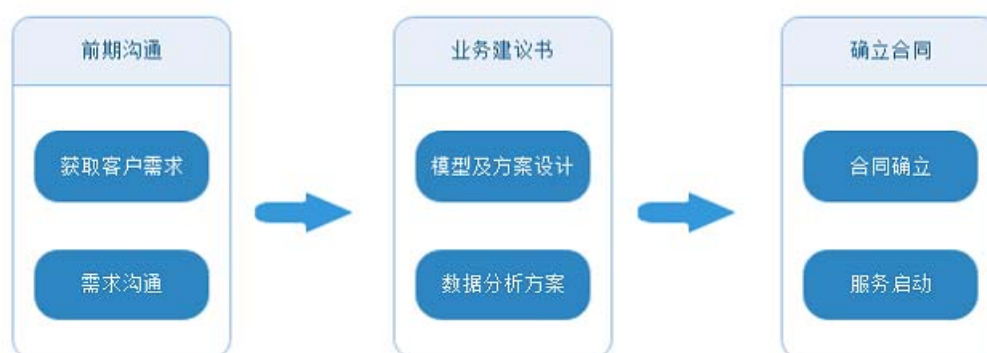 前期沟通
获取客户需求
需求沟通
业务建议书
模型及方案设计
数据分析方案
确立合同
合同确立
服务启动